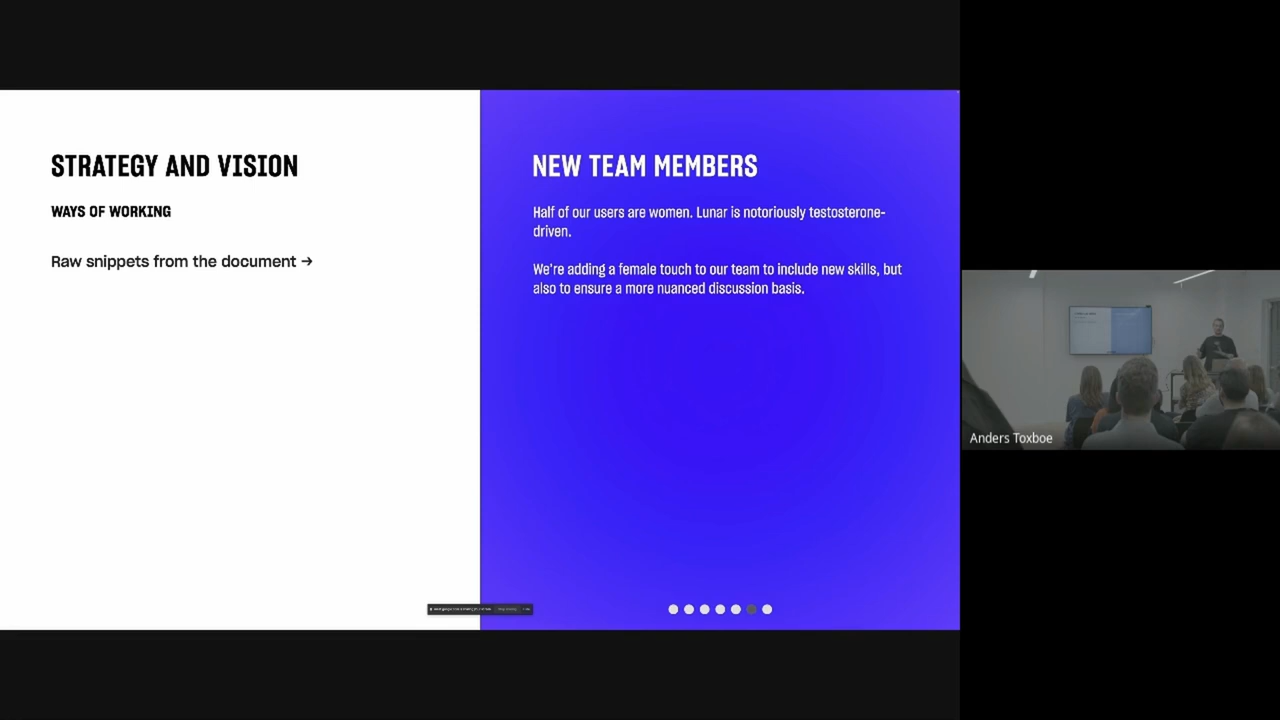 STRATEGY AND VISION
WAYS OF WORKING
Raw snippets from the document →
NEW TEAM MEMBERS
Half of our users are women. Lunar is notoriously testosterone-
driven.
We're adding a female touch to our team to include new skills, but
also to ensure a more nuanced discussion basis.
Anders Toxboe